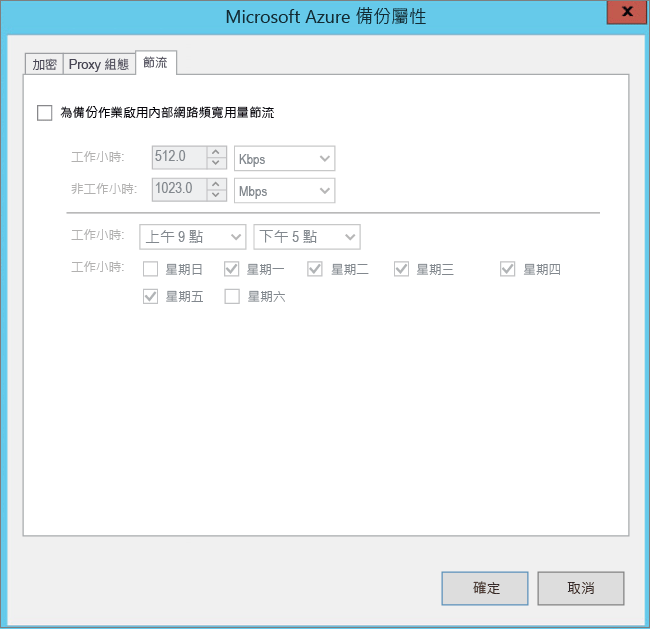 Microsoft Azure 備份屬性
加密 Proxy 組態 節流
為備份作業啟用內部網路頻寬用量節流
工作小時: 512.0 Kbps
非工作小時: 1023.0 Mbps
工作小時: 上午 9 點 下午 5 點
工作小時: 星期日 星期一 星期二 星期三 星期四
星期五 星期六
確定 取消